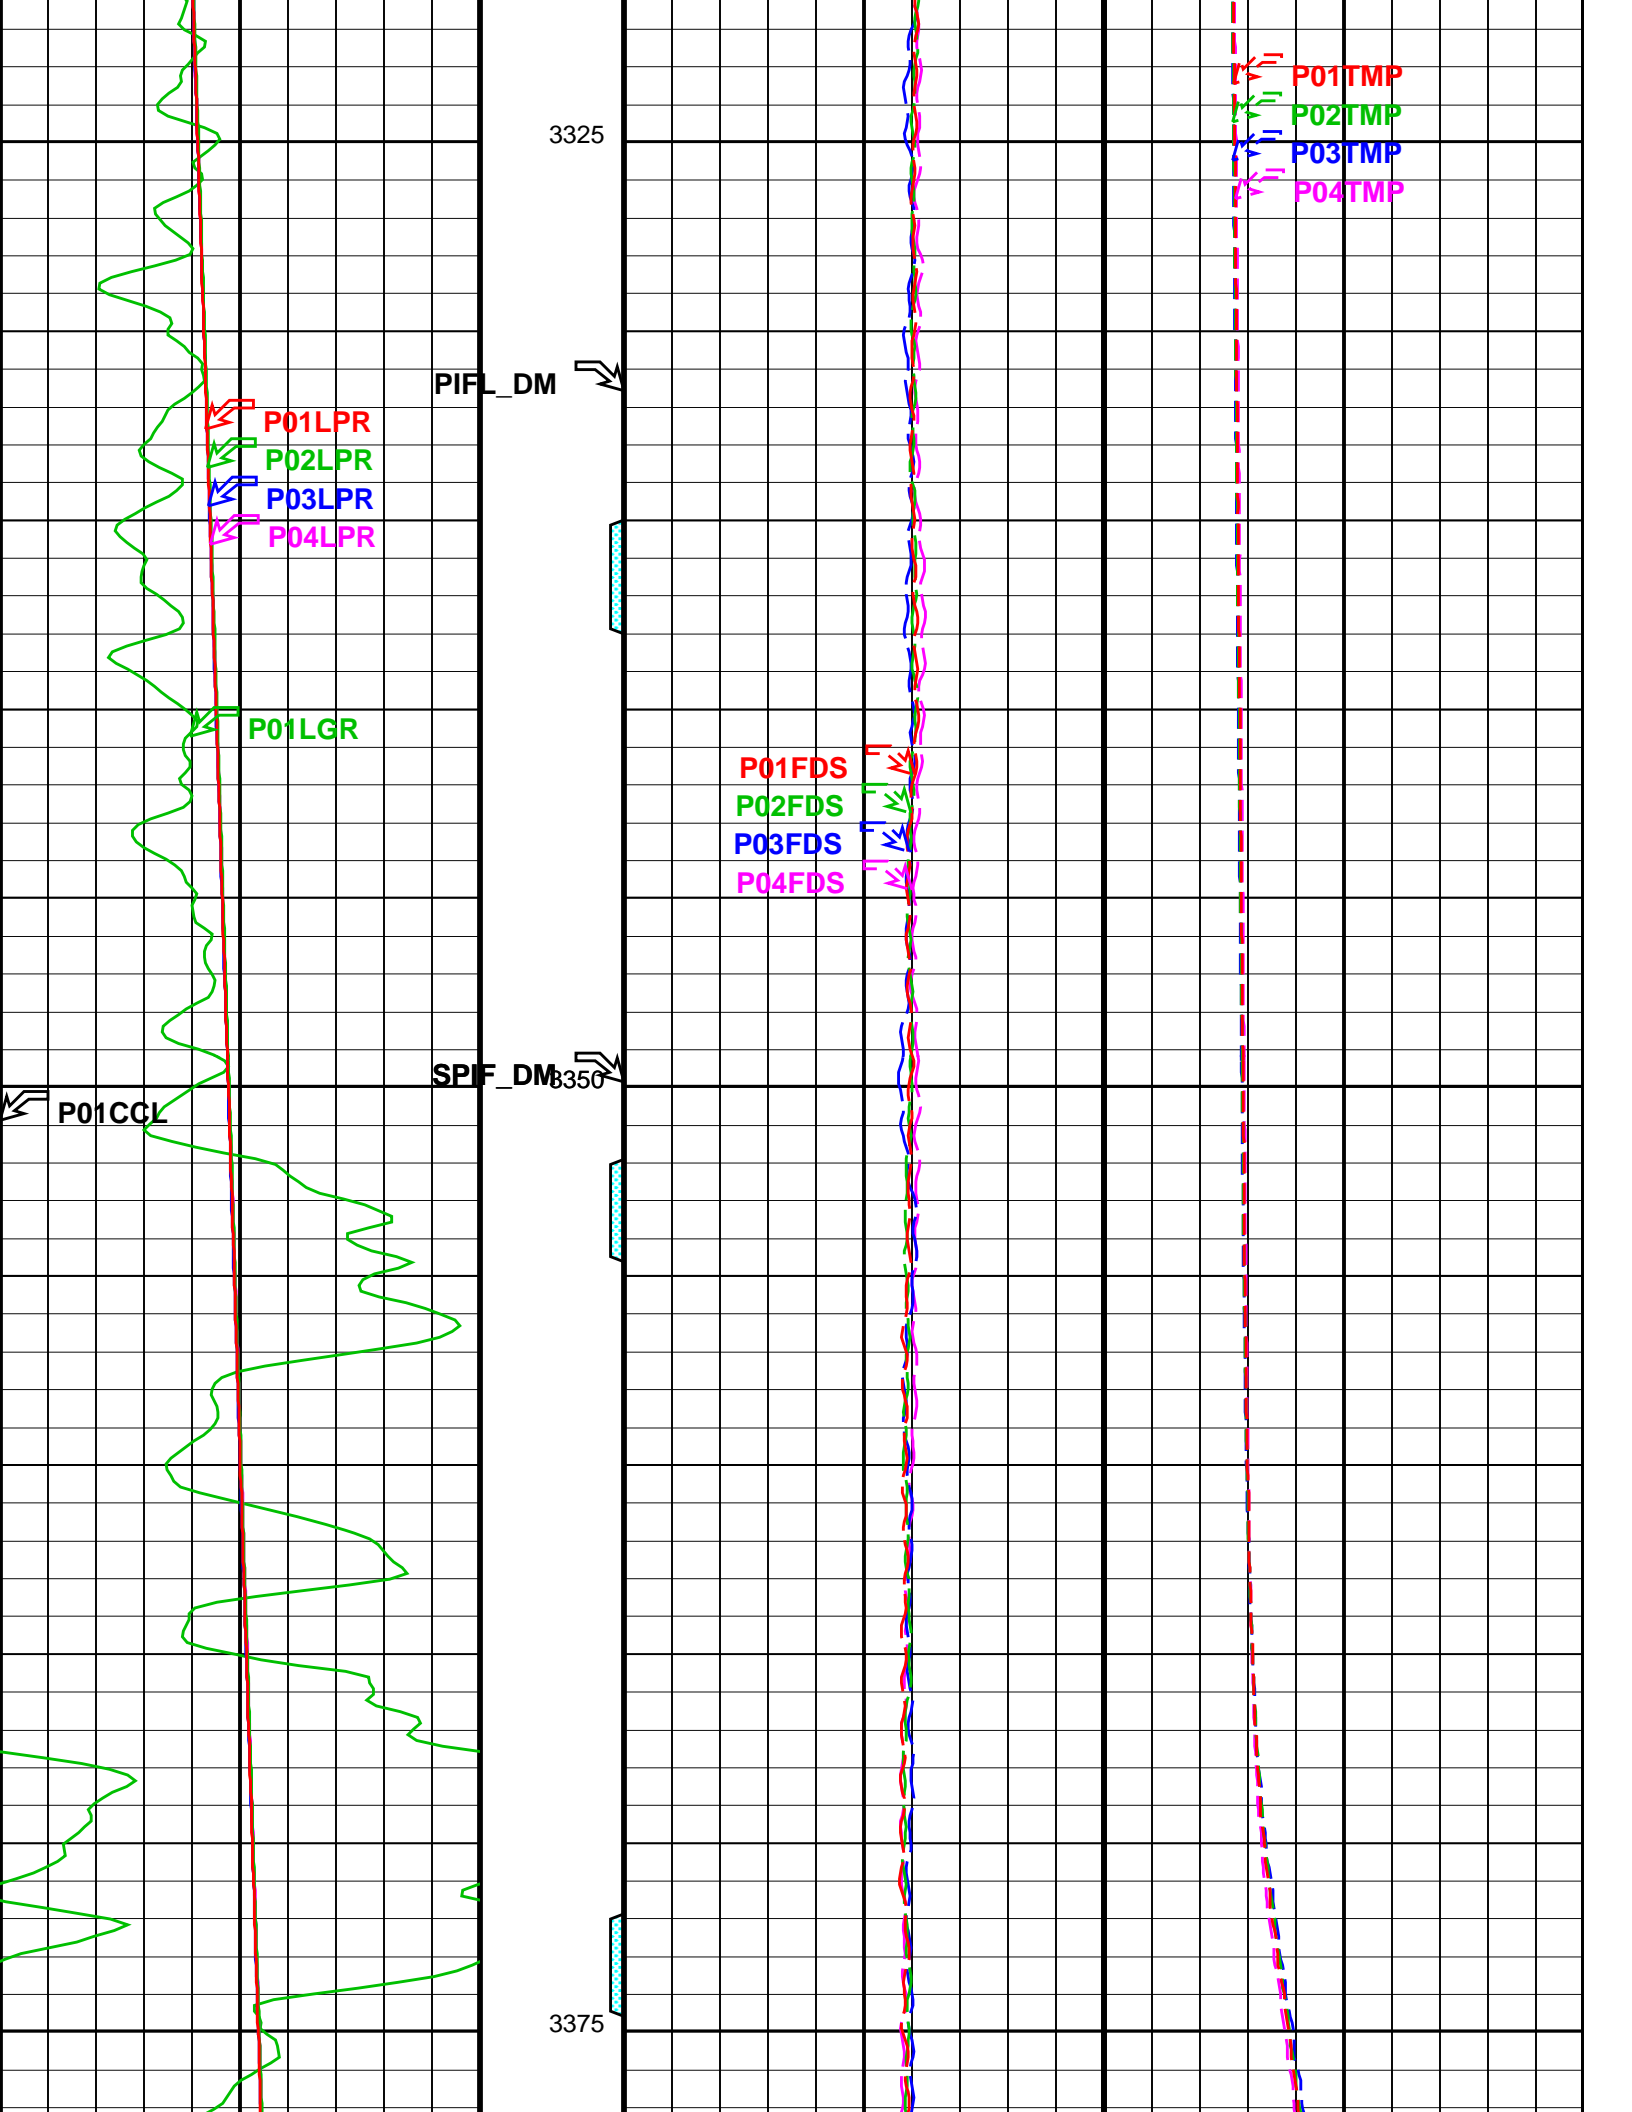 P01TMP
P02TMP
3325
P03TMP
P04TMP
PIFL_DM
P01LPR
P02LPR
P03LPR
P04LPR
P01LGR
P01FDS
P02FDS
P03FDS
P04FDS
SPIF_DM
3350
P01CCL
3375